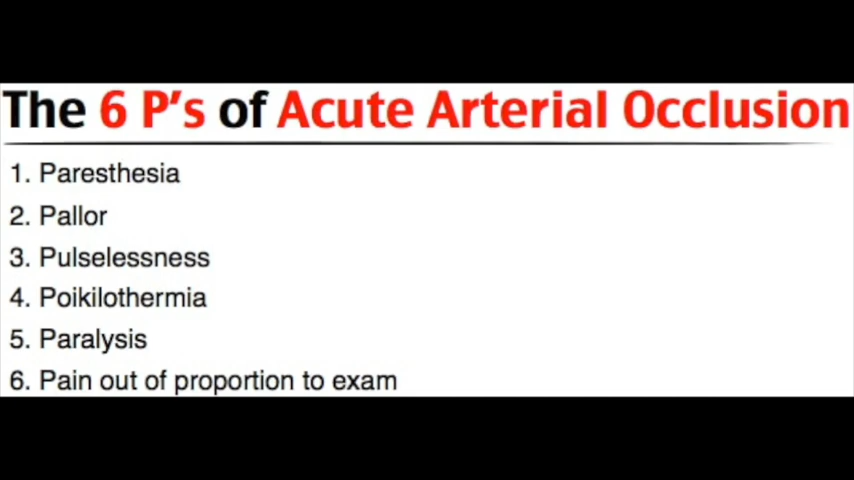 The 6 P's of Acute Arterial Occlusion
1. Paresthesia
2. Pallor
3. Pulselessness
4. Poikilothermia
5. Paralysis
6. Pain out of proportion to exam